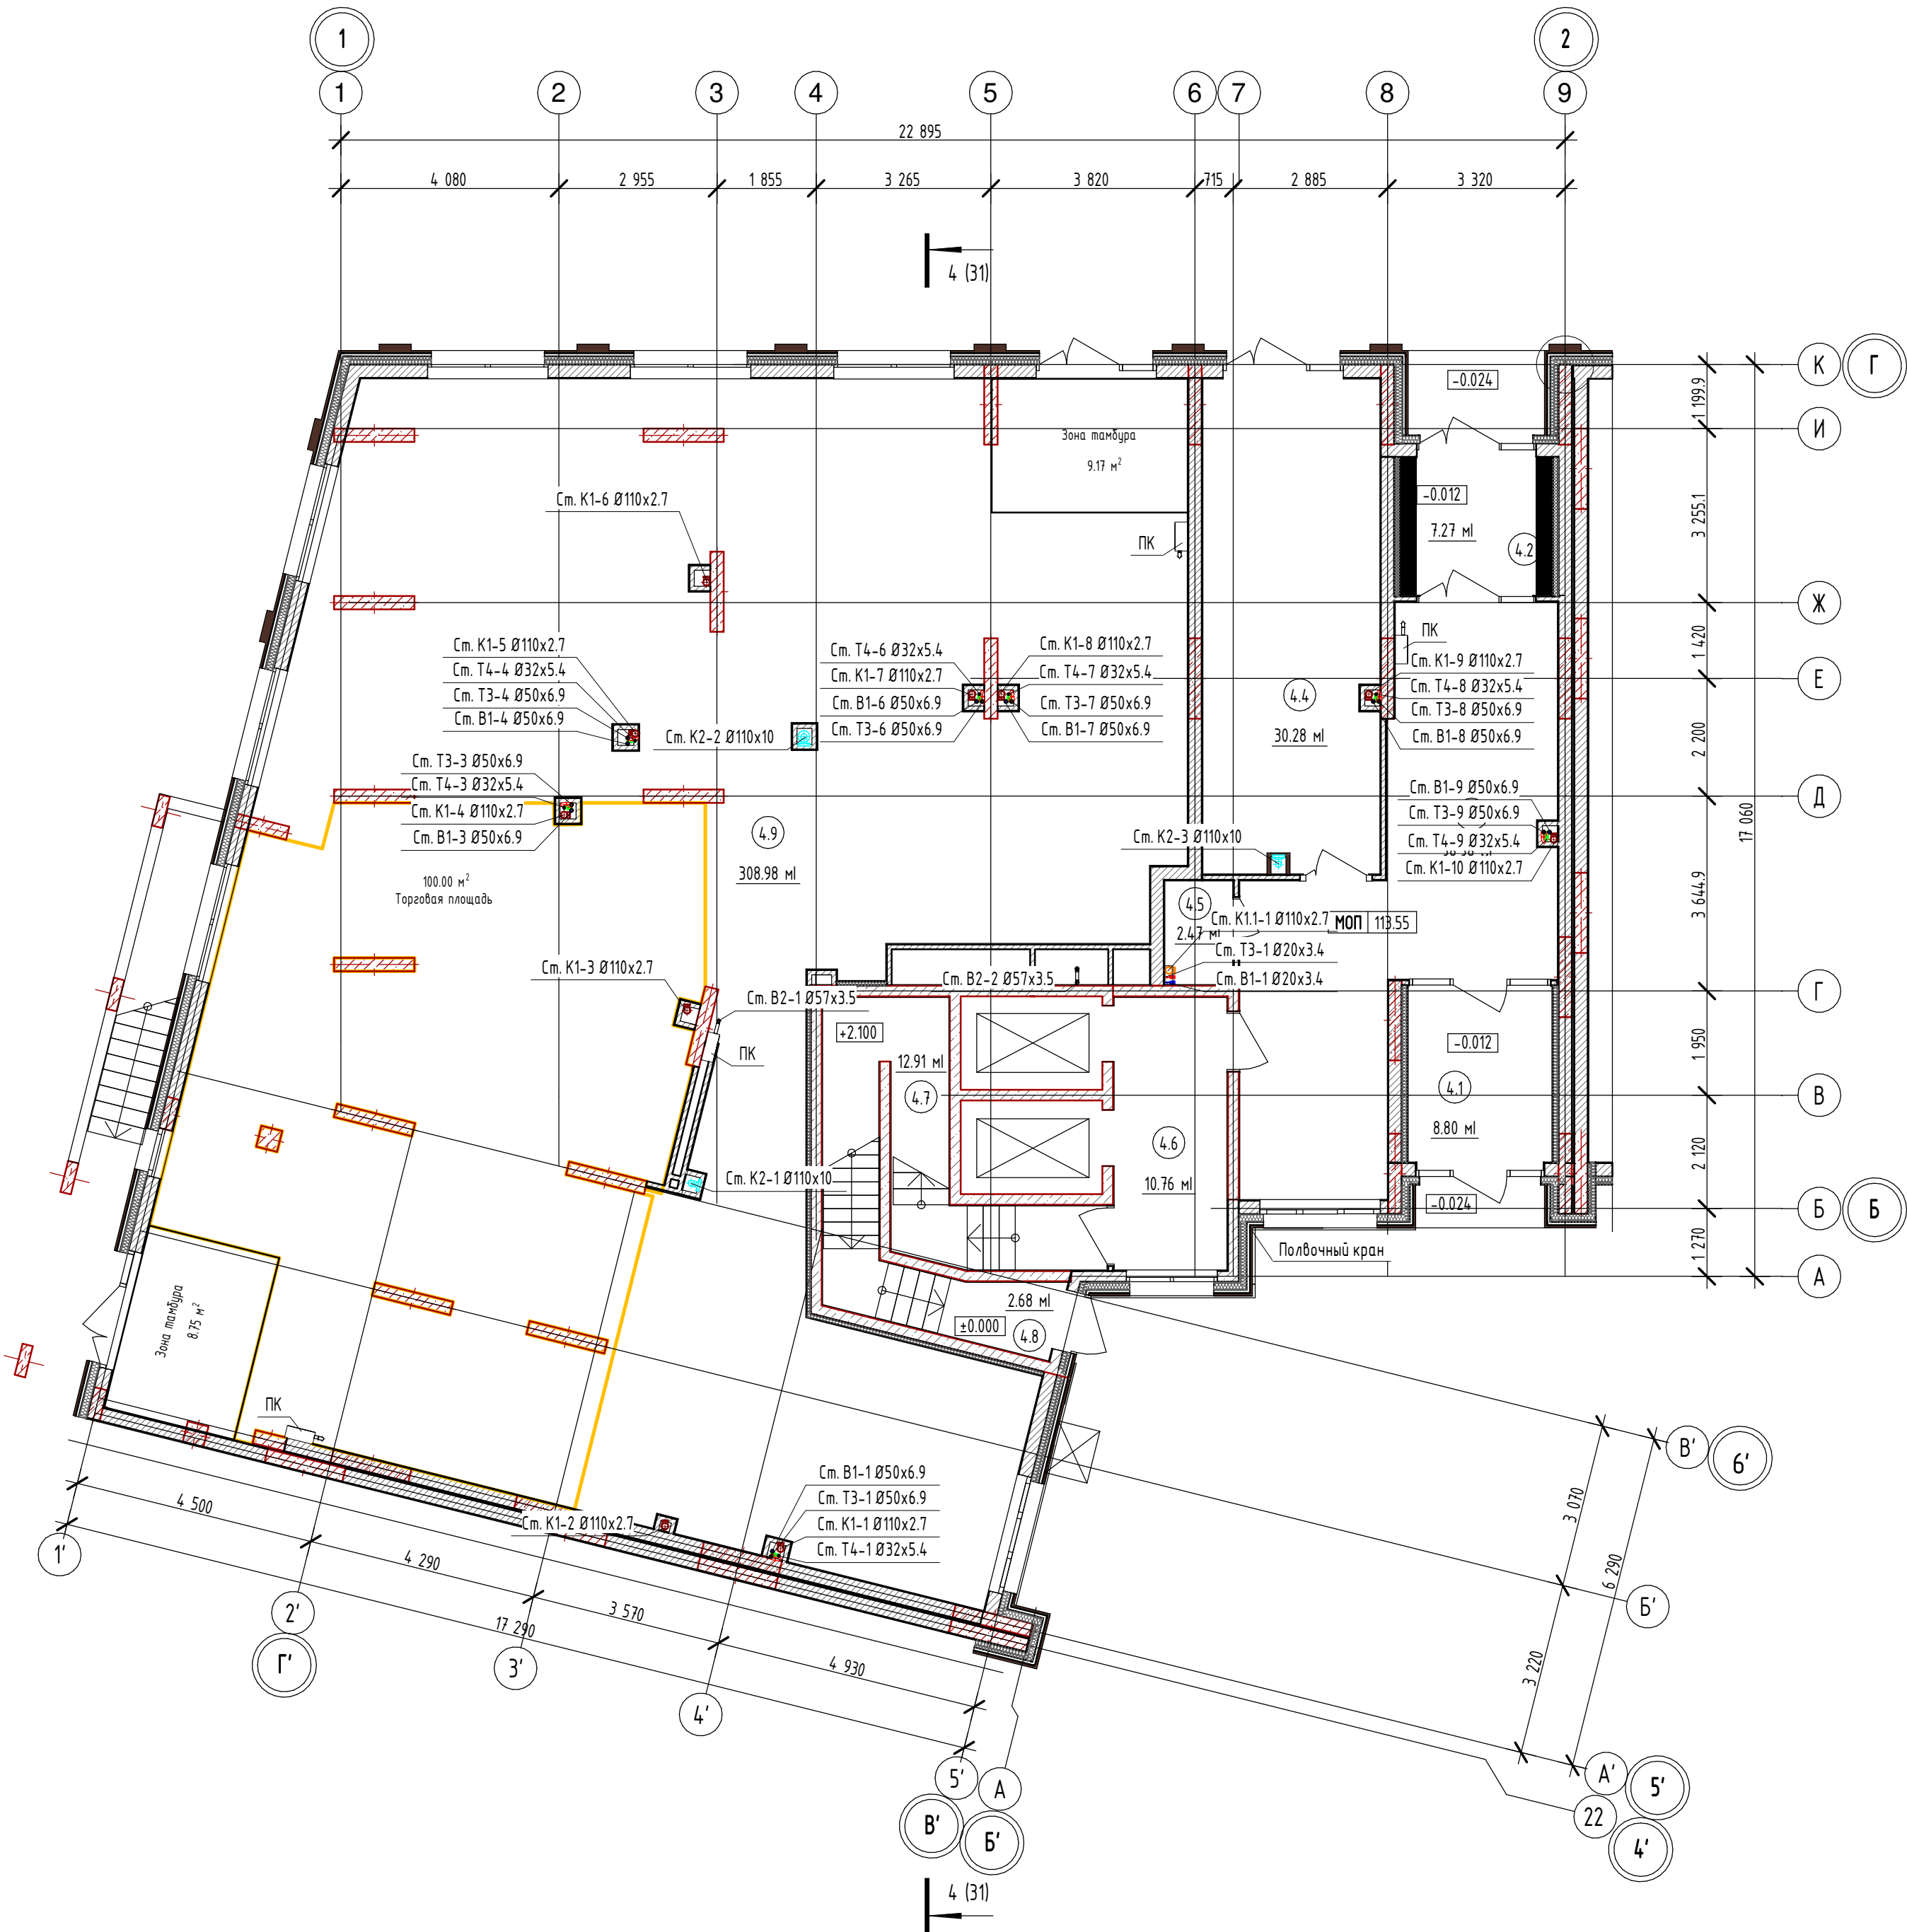 1
2
1
2
3
4
5
6
7
8
9
22 895
4 080
2 955
1 855
3 265
3 820
715
2 885
3 320
4 (31)
К
Г
И
Ж
Е
Д
Г
В
Б
Б
А
1 199.9
3 255.1
1 420
2 200
3 644.9
1 950
2 120
1 270
17 060
-0.024
Зона тамбура
9.17 м²
-0.012
7.27 мl
4.2
ПК
Ст. К1-6 Ø110x2.7
ПК
Ст. К1-5 Ø110x2.7
Ст. Т4-4 Ø32x5.4
Ст. Т3-4 Ø50x6.9
Ст. В1-4 Ø50x6.9
Ст. Т4-6 Ø32x5.4
Ст. К1-7 Ø110x2.7
Ст. В1-6 Ø50x6.9
Ст. Т3-6 Ø50x6.9
Ст. К1-8 Ø110x2.7
Ст. Т4-7 Ø32x5.4
Ст. Т3-7 Ø50x6.9
Ст. В1-7 Ø50x6.9
4.4
30.28 мl
Ст. К1-9 Ø110x2.7
Ст. Т4-8 Ø32x5.4
Ст. Т3-8 Ø50x6.9
Ст. В1-8 Ø50x6.9
Ст. К2-2 Ø110x10
Ст. Т3-3 Ø50x6.9
Ст. Т4-3 Ø32x5.4
Ст. К1-4 Ø110x2.7
Ст. В1-3 Ø50x6.9
Ст. В1-9 Ø50x6.9
Ст. Т3-9 Ø50x6.9
Ст. Т4-9 Ø32x5.4
Ст. К1-10 Ø110x2.7
4.9
308.98 мl
Ст. К2-3 Ø110x10
100.00 м²
Торговая площадь
4.5
2.47 мl
Ст. К1.1-1 Ø110x2.7
МОП 113.55
Ст. Т3-1 Ø20x3.4
Ст. В1-1 Ø20x3.4
Ст. К1-3 Ø110x2.7
Ст. В2-2 Ø57x3.5
Ст. В2-1 Ø57x3.5
ПК
+2.100
12.91 мl
4.7
-0.012
4.1
8.80 мl
4.6
10.76 мl
Ст. К2-1 Ø110x10
-0.024
Полвочный кран
2.68 мl
±0.000
4.8
Зона тамбура
8.75 м²
ПК
Ст. В1-1 Ø50x6.9
Ст. Т3-1 Ø50x6.9
Ст. К1-1 Ø110x2.7
Ст. Т4-1 Ø32x5.4
Ст. К1-2 Ø110x2.7
4 500
4 290
3 570
4 930
17 290
1'
2'
Г'
3'
4'
5'
А
В'
Б'
3 070
3 220
6 290
В'
6'
Б'
А'
5'
22
4'
4 (31)